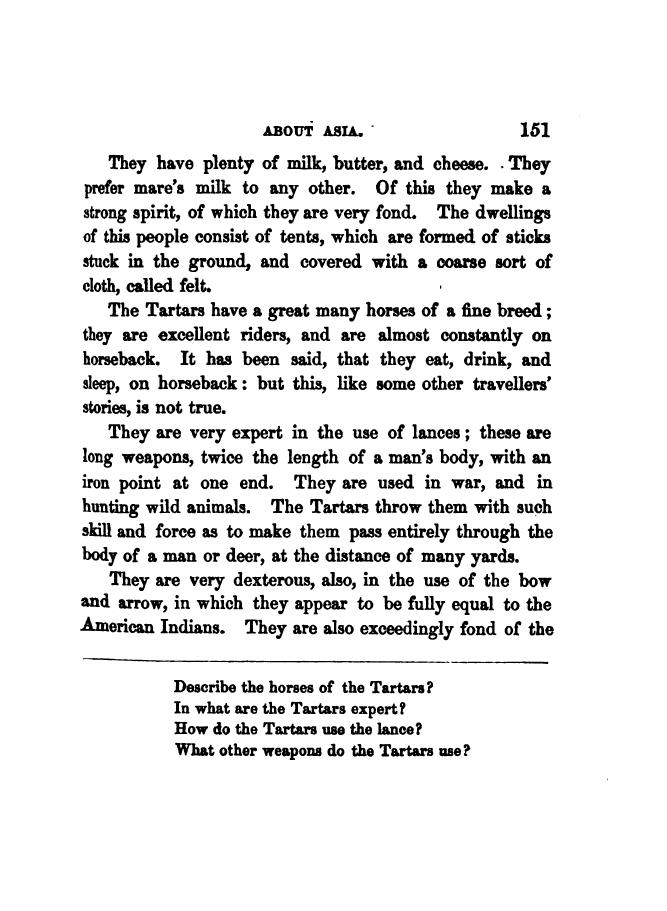 ABOUT ASIA. 151
They have plenty of milk, butter, and cheese. They
prefer mare's milk to any other. Of this they make a
strong spirit, of which they are very fond. The dwellings
of this people consist of tents, which are formed of sticks
stuck in the ground, and covered with a coarse sort of
cloth, called felt.
The Tartars have a great many horses of a fine breed;
they are excellent riders, and are almost constantly on
horseback. It has been said, that they eat, drink, and
sleep, on horseback: but this, like some other travellers'
stories, is not true.
They are very expert in the use of lances; these are
long weapons, twice the length of a man's body, with an
iron point at one end. They are used in war, and in
hunting wild animals. The Tartars throw them with such
skill and force as to make them pass entirely through the
body of a man or deer, at the distance of many yards.
They are very dexterous, also, in the use of the bow
and arrow, in which they appear to be fully equal to the
American Indians. They are also exceedingly fond of the
Describe the horses of the Tartars?
In what are the Tartars expert?
How do the Tartars use the lance?
What other weapons do the Tartars use?